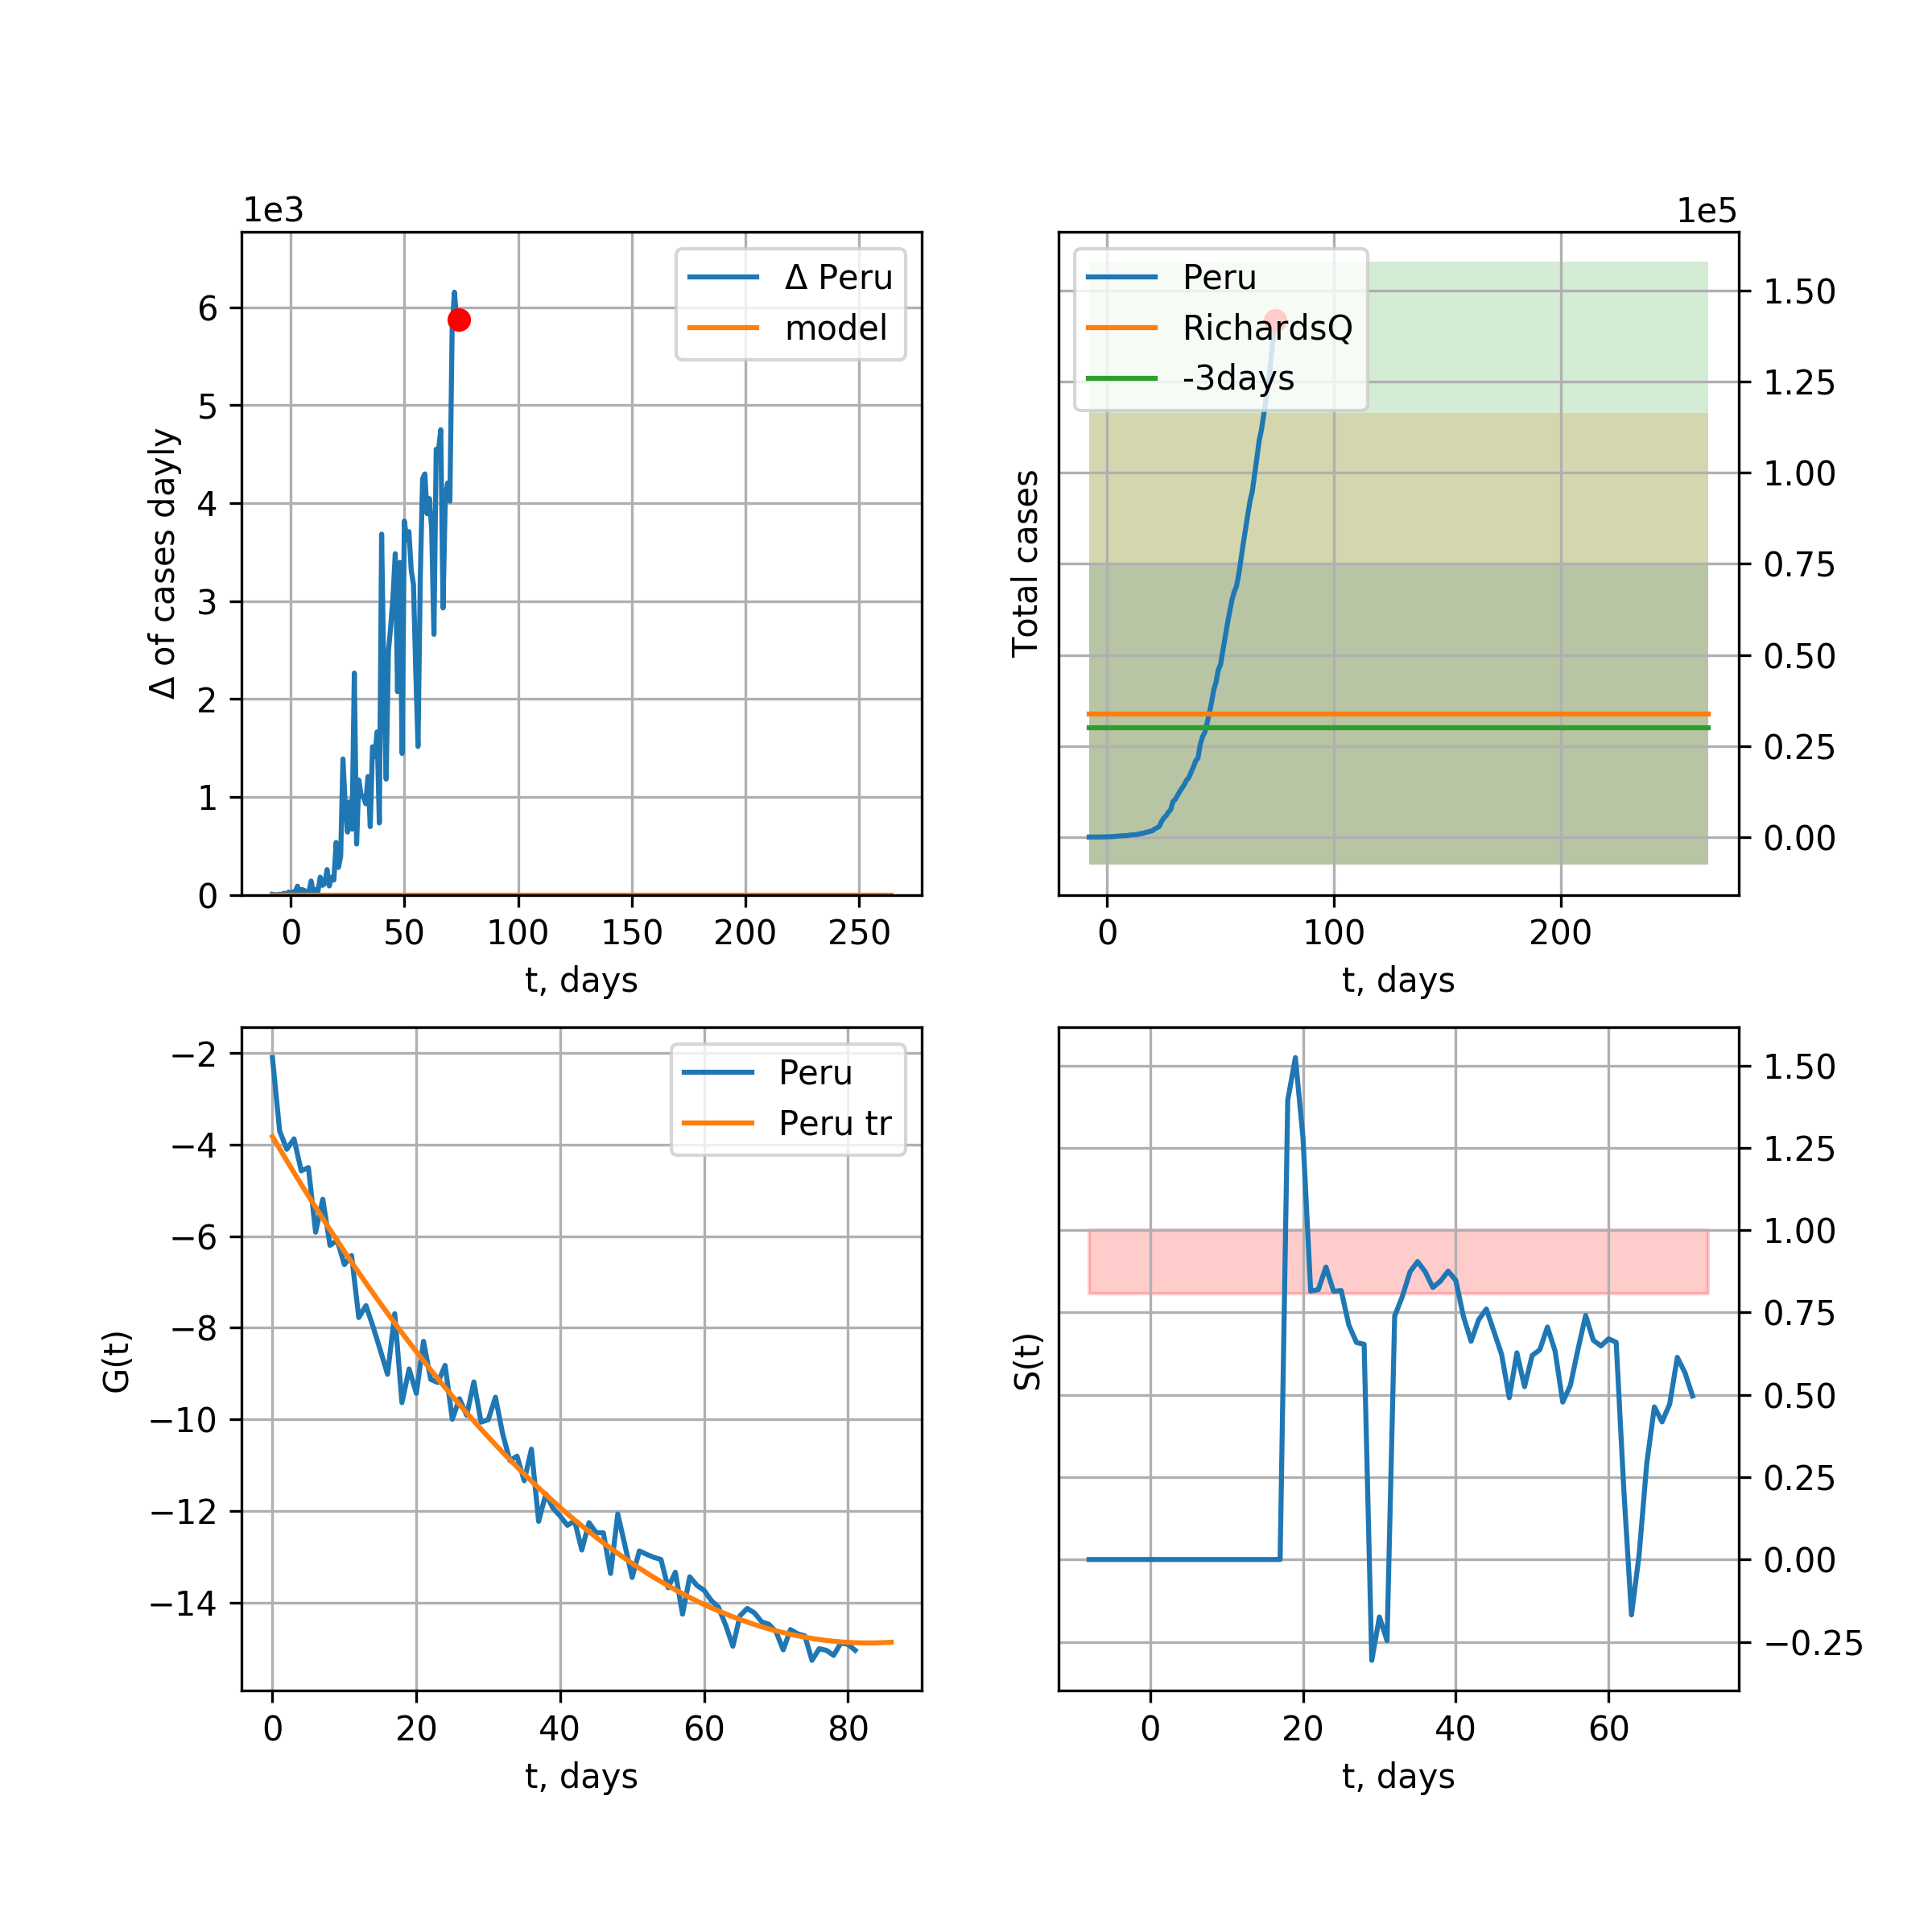 1e3
Δ of cases dayly
6
5
4
3
2
1
0
Δ Peru
model
0 50 100 150 200 250
t, days
1e5
Total cases
Peru
RichardsQ
-3days
1.50
1.25
1.00
0.75
0.50
0.25
0.00
0 100 200
t, days
G(t)
−2
−4
−6
−8
−10
−12
−14
Peru
Peru tr
0 20 40 60 80
t, days
S(t)
1.50
1.25
1.00
0.75
0.50
0.25
0.00
−0.25
0 20 40 60
t, days